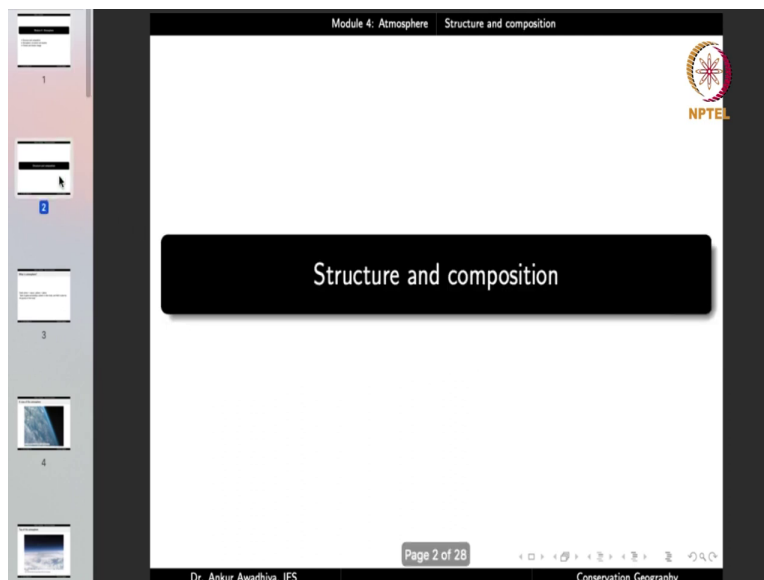 Module 4: Atmosphere Structure and composition
NPTEL
Structure and composition
1
2
3
4
Page 2 of 28
Dr. Ankur Awadhiya, IFS Conservation Geography